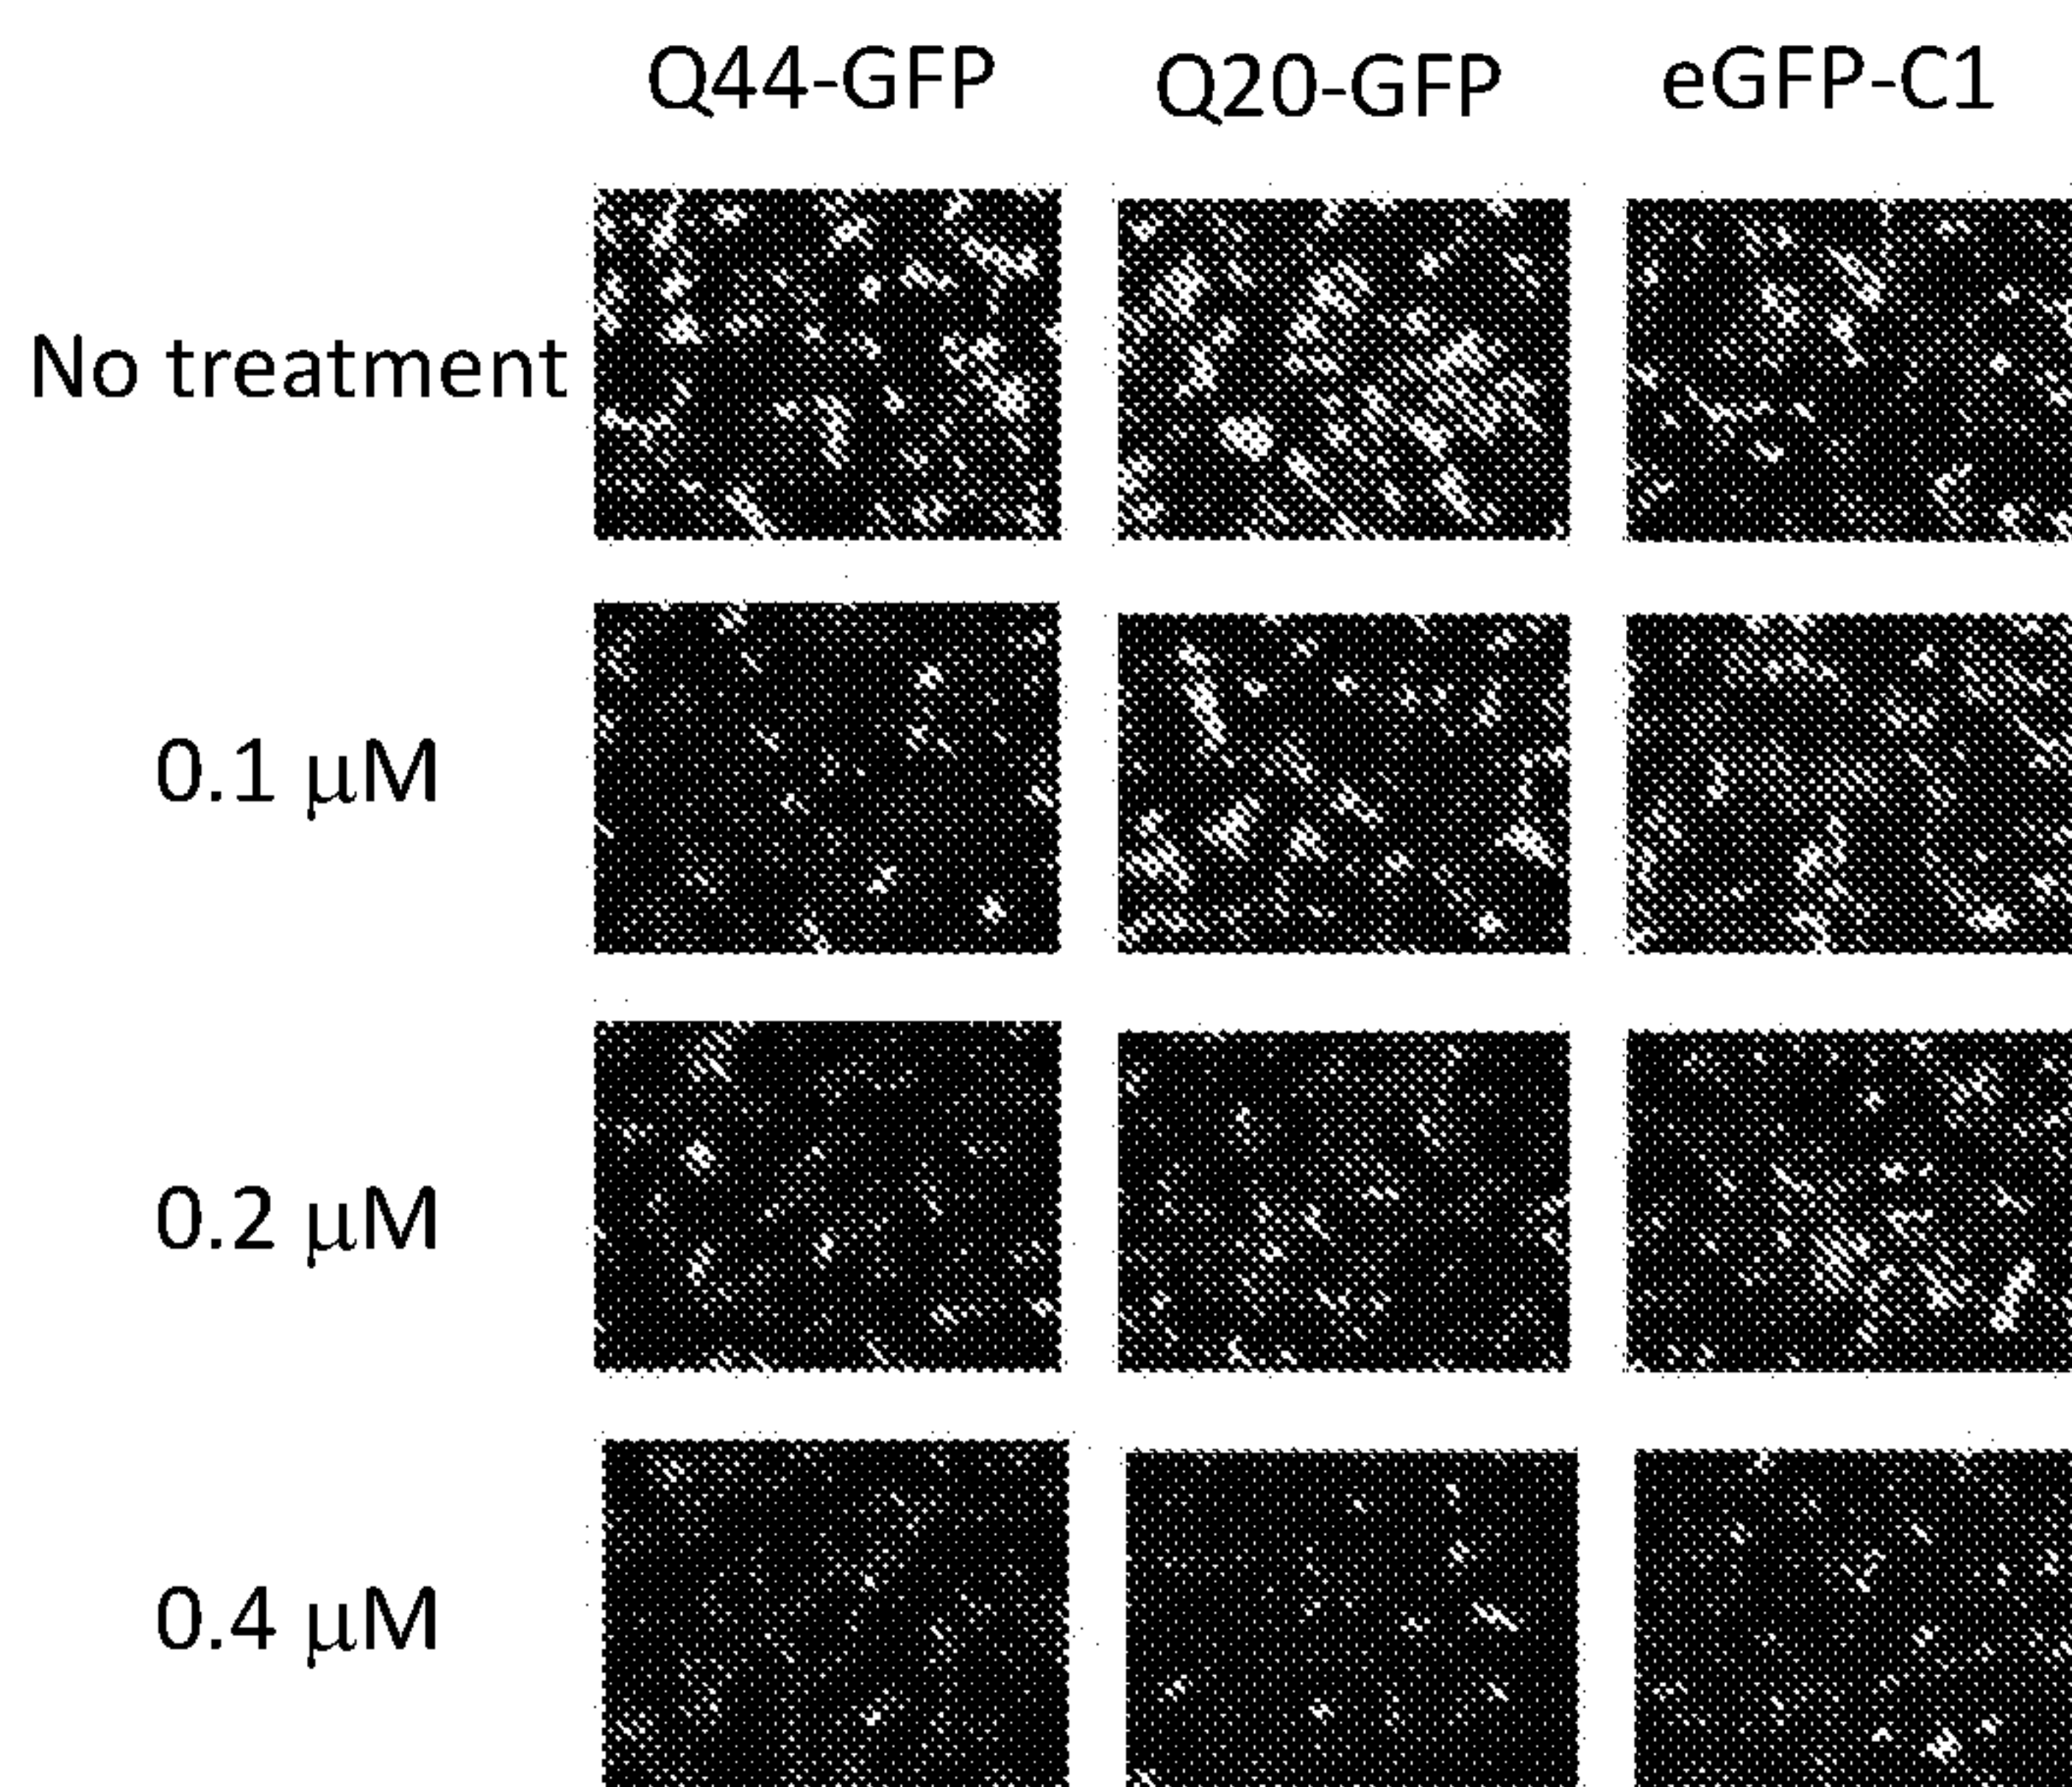 Q44-GFP Q20-GFP eGFP-C1
No treatment
0.1 μM
0.2 μM
0.4 μM